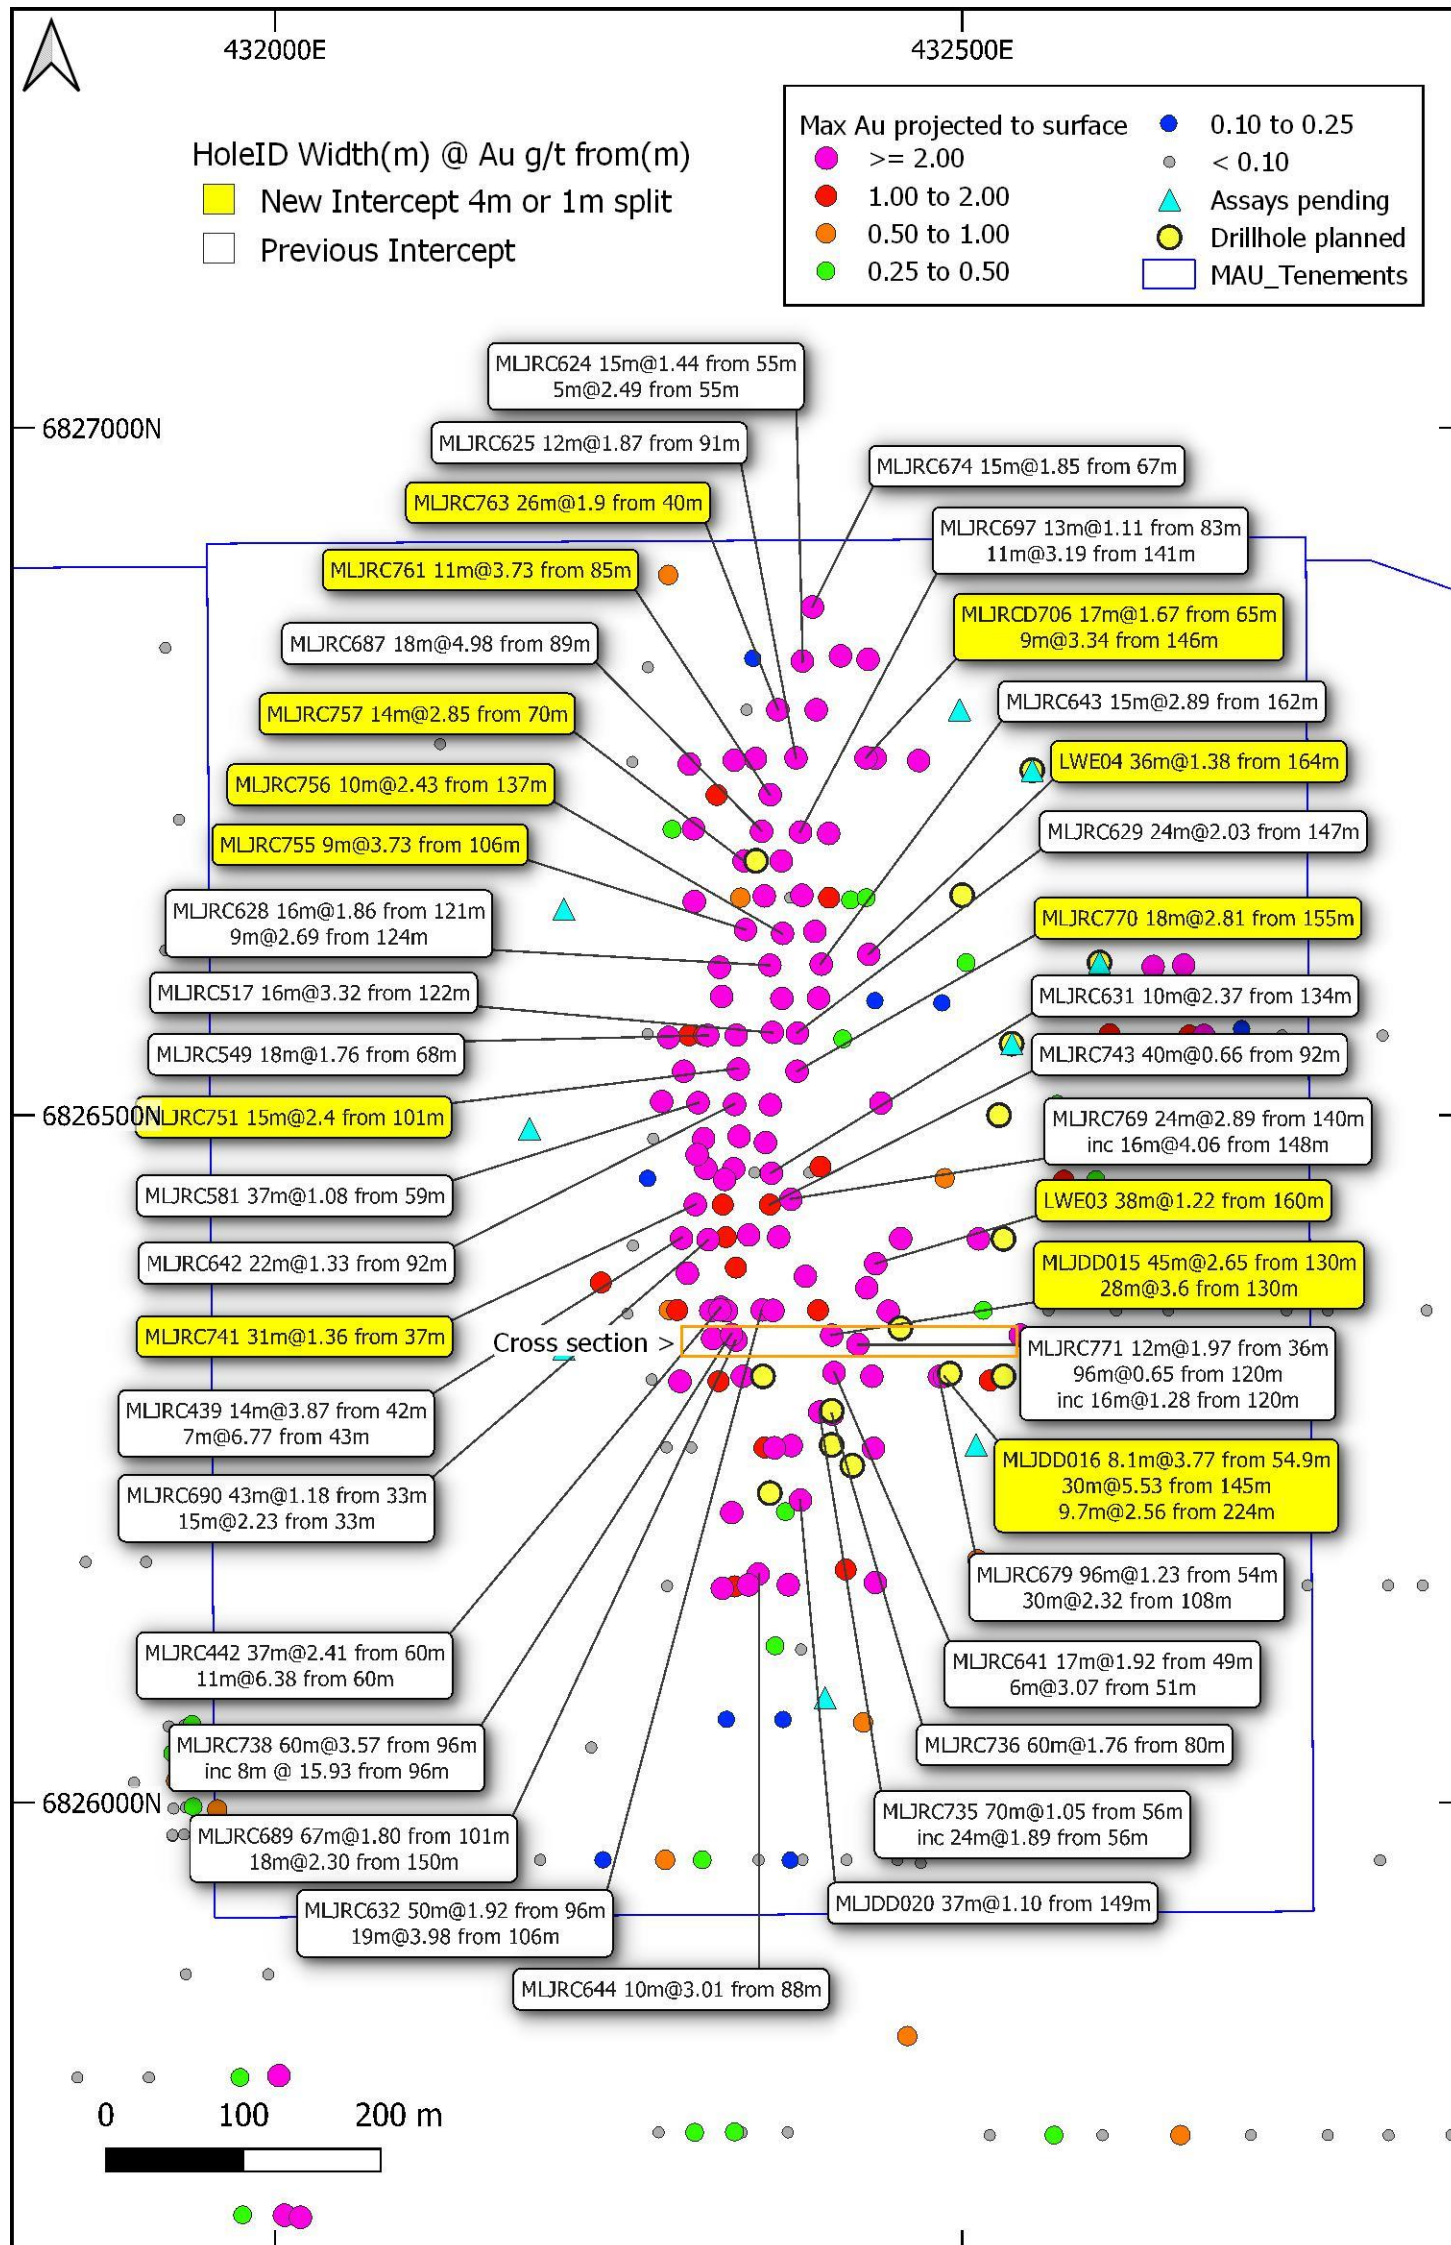 432000E
432500E
HoleID Width(m) @ Au g/t from(m)
New Intercept 4m or 1m split
Previous Intercept
Max Au projected to surface
>= 2.00
1.00 to 2.00
0.50 to 1.00
0.25 to 0.50
0.10 to 0.25
< 0.10
Assays pending
Drillhole planned
MAU_Tenements
MLJRC624 15m@1.44 from 55m
5m@2.49 from 55m
6827000N
MLJRC625 12m@1.87 from 91m
MLJRC674 15m@1.85 from 67m
MLJRC763 26m@1.9 from 40m
MLJRC697 13m@1.11 from 83m
11m@3.19 from 141m
MLJRC761 11m@3.73 from 85m
MLJRCD706 17m@1.67 from 65m
9m@3.34 from 146m
MLJRC687 18m@4.98 from 89m
MLJRC643 15m@2.89 from 162m
MLJRC757 14m@2.85 from 70m
LWE04 36m@1.38 from 164m
MLJRC756 10m@2.43 from 137m
MLJRC629 24m@2.03 from 147m
MLJRC755 9m@3.73 from 106m
MLJRC628 16m@1.86 from 121m
9m@2.69 from 124m
MLJRC770 18m@2.81 from 155m
MLJRC517 16m@3.32 from 122m
MLJRC631 10m@2.37 from 134m
MLJRC549 18m@1.76 from 68m
MLJRC743 40m@0.66 from 92m
6826500N
LJRC751 15m@2.4 from 101m
MLJRC769 24m@2.89 from 140m
inc 16m@4.06 from 148m
MLJRC581 37m@1.08 from 59m
LWE03 38m@1.22 from 160m
MLJRC642 22m@1.33 from 92m
MLJDD015 45m@2.65 from 130m
28m@3.6 from 130m
MLJRC741 31m@1.36 from 37m
Cross section >
MLJRC771 12m@1.97 from 36m
96m@0.65 from 120m
inc 16m@1.28 from 120m
MLJRC439 14m@3.87 from 42m
7m@6.77 from 43m
MLJDD016 8.1m@3.77 from 54.9m
30m@5.53 from 145m
9.7m@2.56 from 224m
MLJRC690 43m@1.18 from 33m
15m@2.23 from 33m
MLJRC679 96m@1.23 from 54m
30m@2.32 from 108m
MLJRC442 37m@2.41 from 60m
11m@6.38 from 60m
MLJRC641 17m@1.92 from 49m
6m@3.07 from 51m
MLJRC738 60m@3.57 from 96m
inc 8m @ 15.93 from 96m
MLJRC736 60m@1.76 from 80m
6826000N
MLJRC735 70m@1.05 from 56m
inc 24m@1.89 from 56m
MLJRC689 67m@1.80 from 101m
18m@2.30 from 150m
MLJDD020 37m@1.10 from 149m
MLJRC632 50m@1.92 from 96m
19m@3.98 from 106m
MLJRC644 10m@3.01 from 88m
0 100 200 m